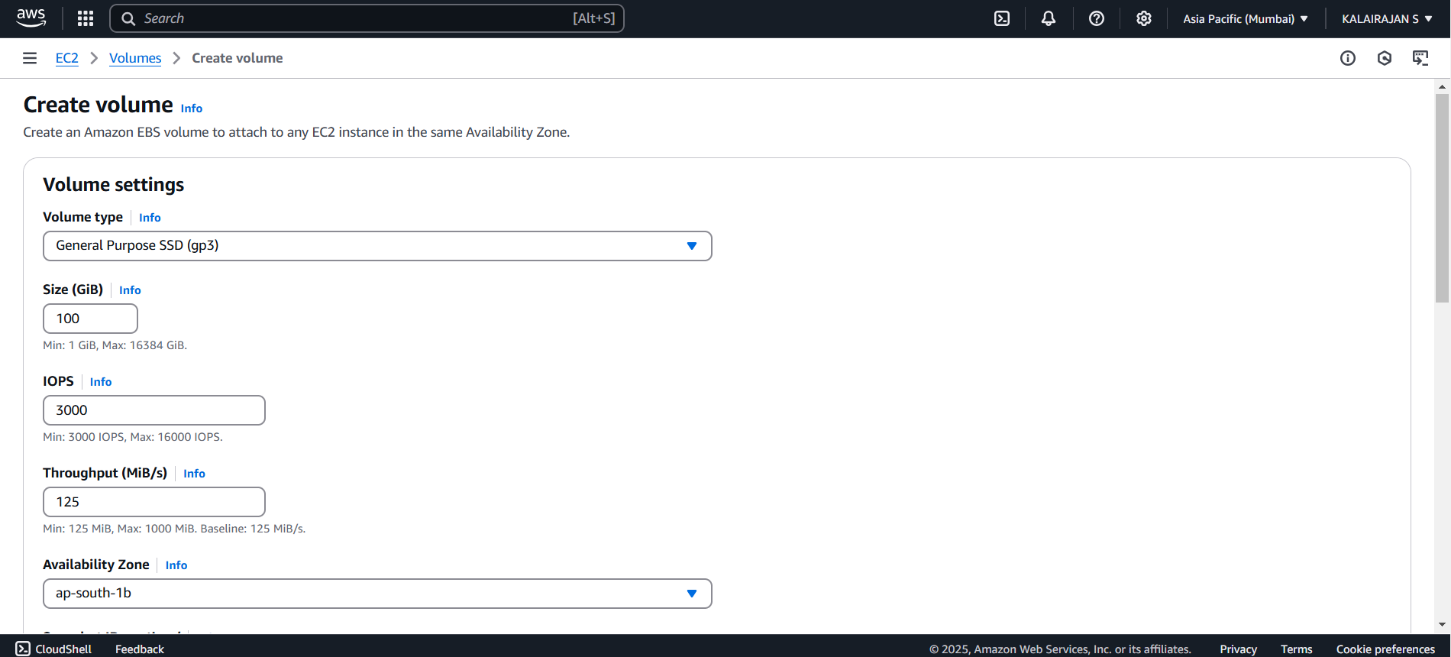 aws
Search [Alt+S]
Asia Pacific (Mumbai)
KALAIRAJAN S
EC2 Volumes Create volume
Create volume Info
Create an Amazon EBS volume to attach to any EC2 instance in the same Availability Zone.
Volume settings
Volume type Info
General Purpose SSD (gp3)
Size (GiB) Info
100
Min: 1 GiB, Max: 16384 GiB.
IOPS Info
3000
Min: 3000 IOPS, Max: 16000 IOPS.
Throughput (MiB/s) Info
125
Min: 125 MiB, Max: 1000 MiB. Baseline: 125 MiB/s.
Availability Zone Info
ap-south-1b
CloudShell Feedback © 2025, Amazon Web Services, Inc. or its affiliates. Privacy Terms Cookie preferences